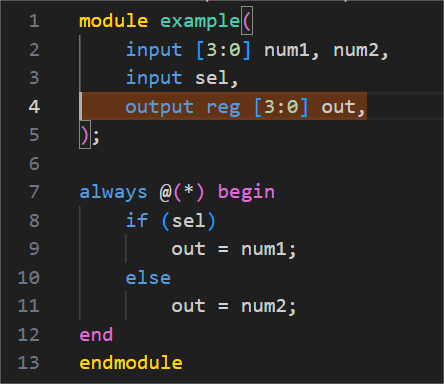 1 module example(
2 input [3:0] num1, num2,
3 input sel,
4 output reg [3:0] out,
5 );
6
7 always @(*) begin
8 if (sel)
9 out = num1;
10 else
11 out = num2;
12 end
13 endmodule